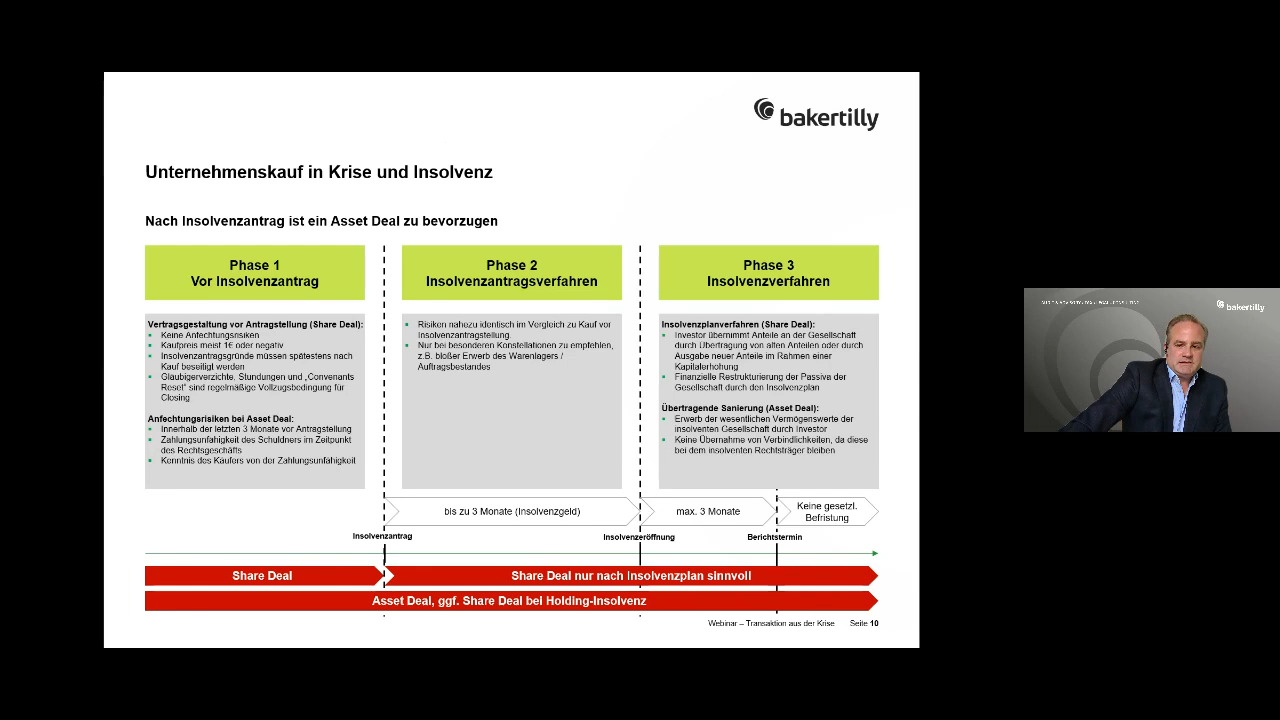 bakertilly
Unternehmenskauf in Krise und Insolvenz
Nach Insolvenzantrag ist ein Asset Deal zu bevorzugen
Phase 1
Vor Insolvenzantrag
Vertragsgestaltung vor Antragstellung (Share Deal):
Keine Anfechtungsrisiken
Kaufpreis meist 1€ oder negativ
Insolvenzantragsgründe müssen spätestens nach
Kauf beseitigt werden
Gläubigerverzichte, Stundungen und „Convenants
Reset" sind regelmäßige Vollzugsbedingung für
Closing
Anfechtungsrisiken bei Asset Deal:
Innerhalb der letzten 3 Monate vor Antragstellung
Zahlungsunfähigkeit des Schuldners im Zeitpunkt
des Rechtsgeschäfts
Kenntnis des Käufers von der Zahlungsunfähigkeit
Phase 2
Insolvenzantragsverfahren
Risiken nahezu identisch im Vergleich zu Kauf vor
Insolvenzantragstellung.
Nur bei besonderen Konstellationen zu empfehlen,
z.B. bloßer Erwerb des Warenlagers /
Auftragsbestandes
Phase 3
Insolvenzverfahren
Insolvenzplanverfahren (Share Deal):
Investor übernimmt Anteile an der Gesellschaft
durch Übertragung von alten Anteilen oder durch
Ausgabe neuer Anteile im Rahmen einer
Kapitalerhöhung
Finanzielle Restrukturierung der Passiva der
Gesellschaft durch den Insolvenzplan
Übertragende Sanierung (Asset Deal):
Erwerb der wesentlichen Vermögenswerte der
insolventen Gesellschaft durch Investor
Keine Übernahme von Verbindlichkeiten, da diese
bei dem insolventen Rechtsträger bleiben
bis zu 3 Monate (Insolvenzgeld)
max. 3 Monate
Keine gesetzl.
Befristung
Insolvenzantrag
Insolvenzeröffnung
Berichtstermin
Share Deal
Share Deal nur nach Insolvenzplan sinnvoll
Asset Deal, ggf. Share Deal bei Holding-Insolvenz
Webinar – Transaktion aus der Krise Seite 10
bakertilly